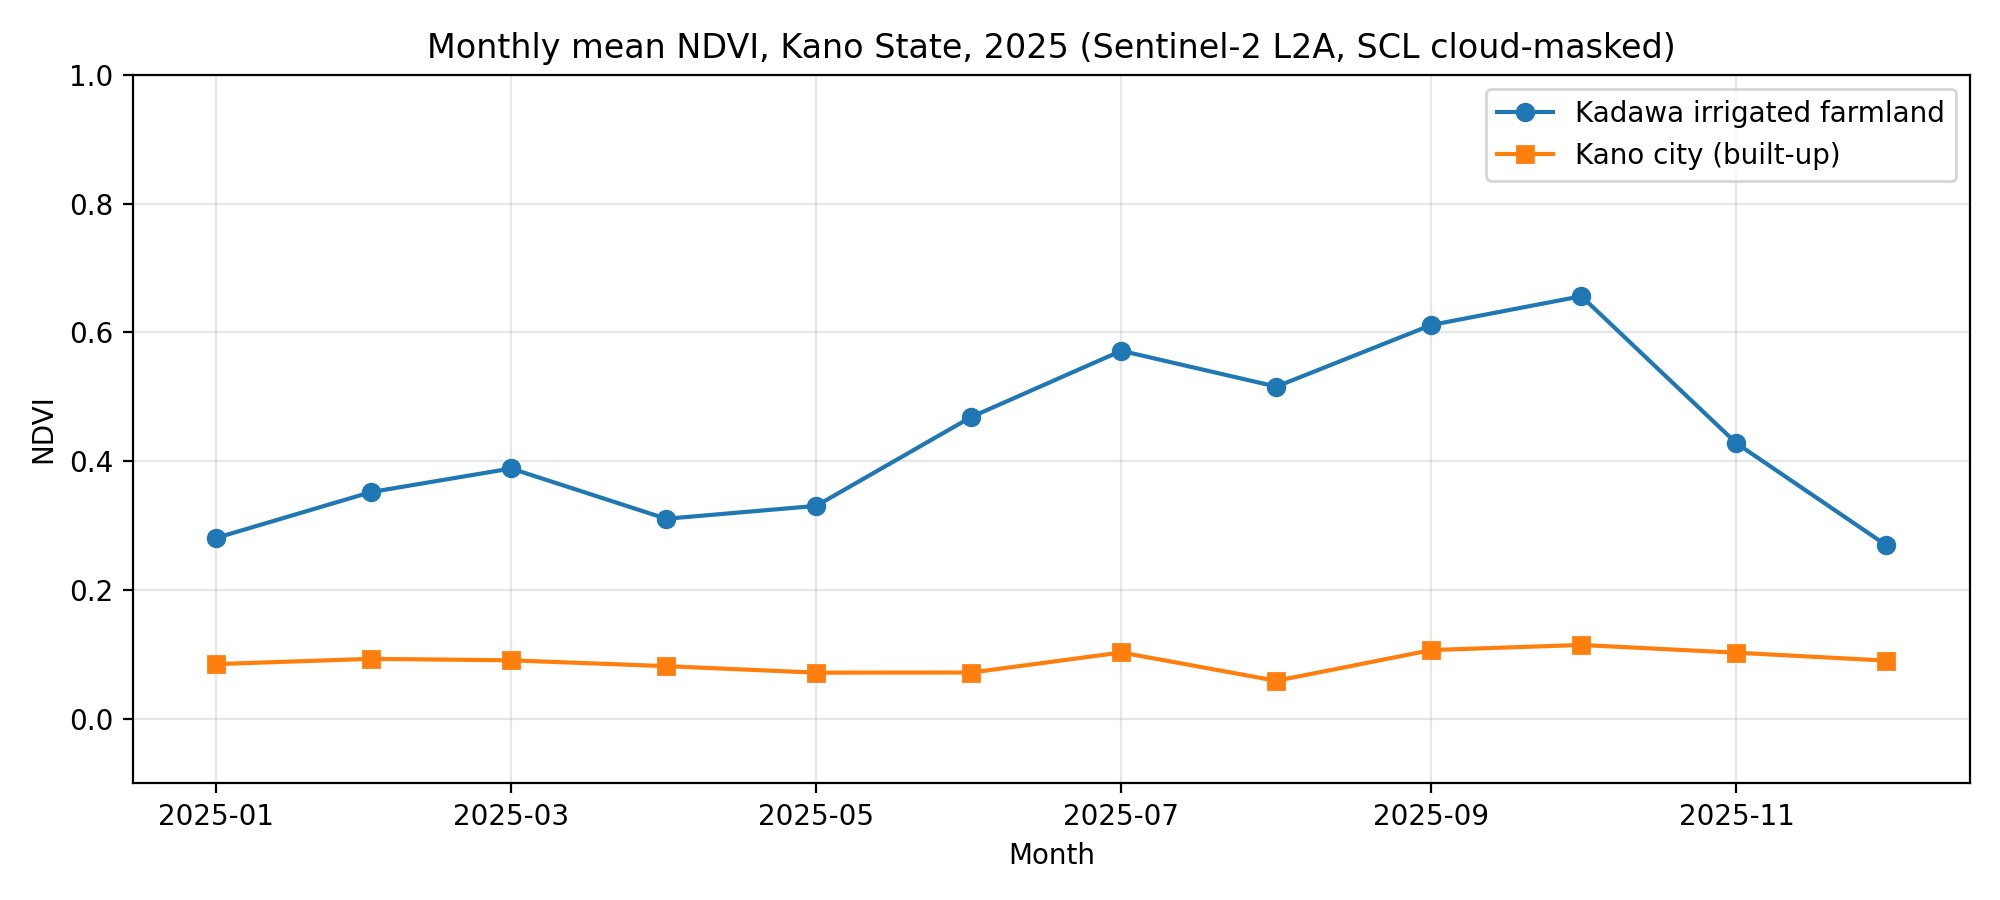 Monthly mean NDVI, Kano State, 2025 (Sentinel-2 L2A, SCL cloud-masked)
1.0
0.8
0.6
0.4
0.2
0.0
NDVI
Kadawa irrigated farmland
Kano city (built-up)
2025-01
2025-03
2025-05
2025-07
2025-09
2025-11
Month